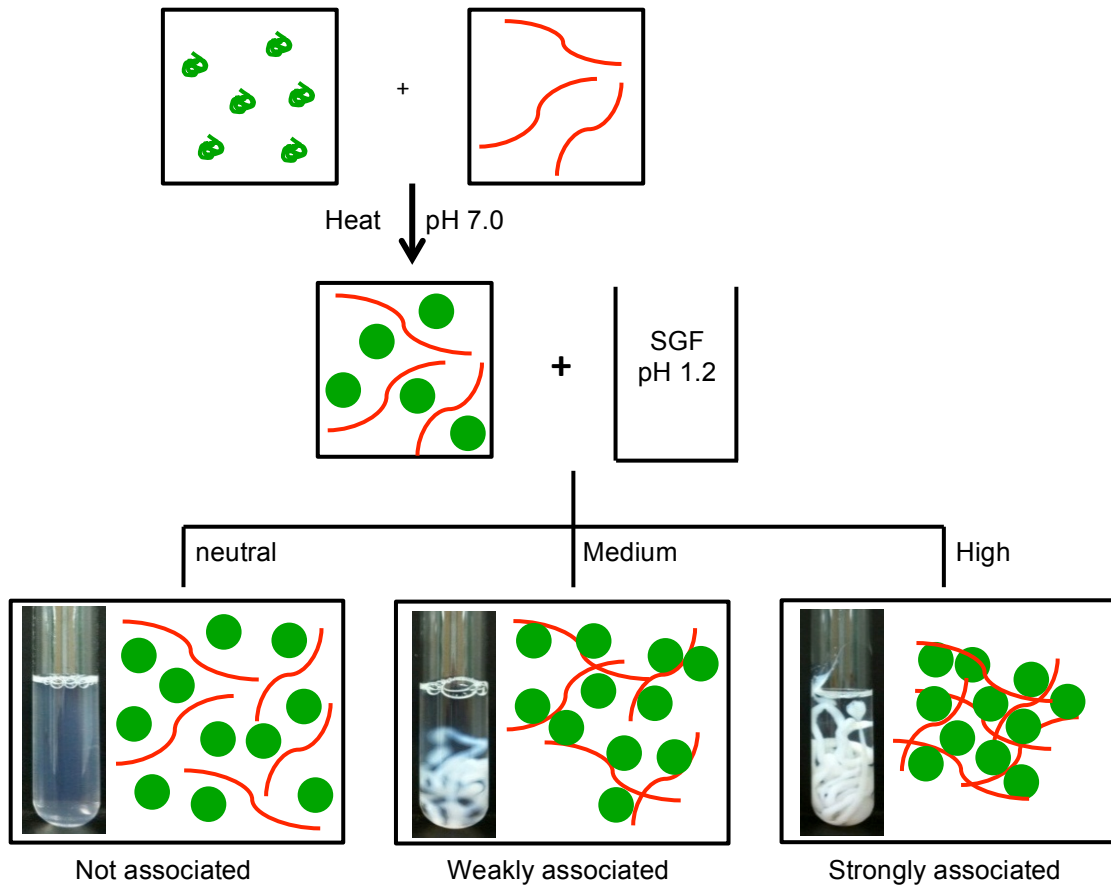 +
Heat
pH 7.0
+
SGF
pH 1.2
neutral
Medium
High
Not associated
Weakly associated
Strongly associated